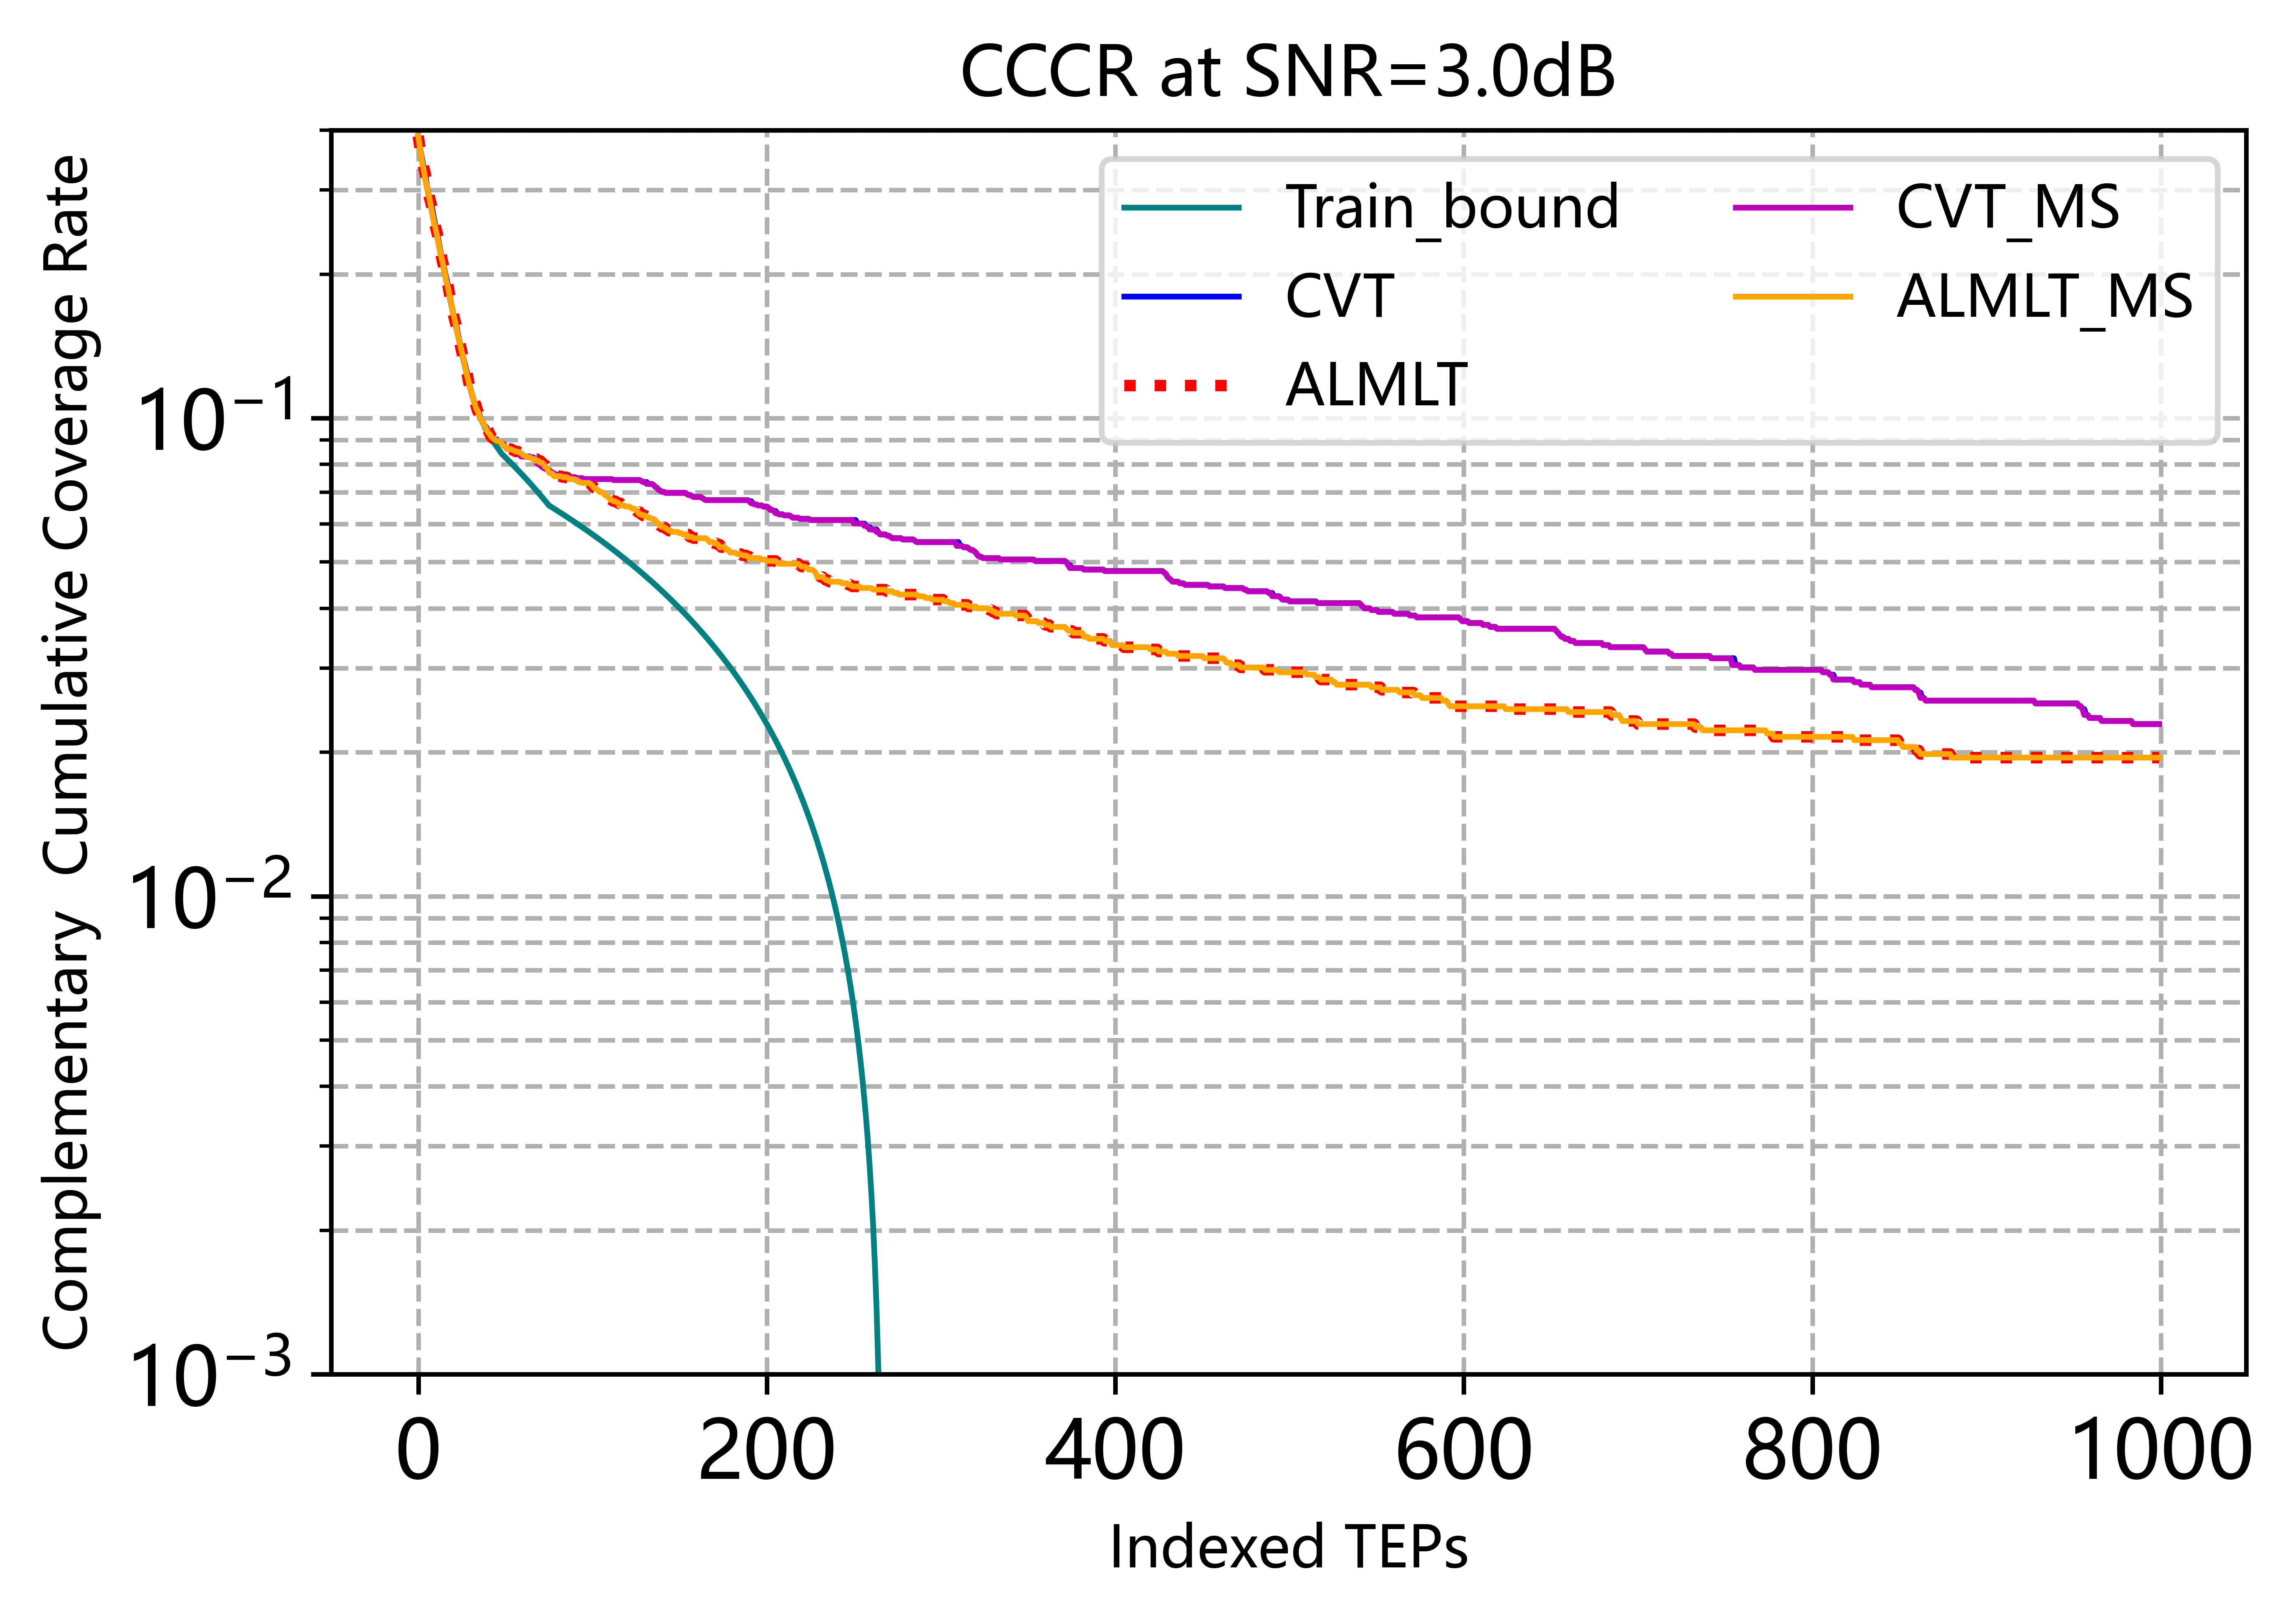 CCCR at SNR=3.0dB
Complementary  Cumulative Coverage Rate
Train_bound
CVT
ALMLT
CVT_MS
ALMLT_MS
10⁻¹
10⁻²
10⁻³
0 200 400 600 800 1000
Indexed TEPs